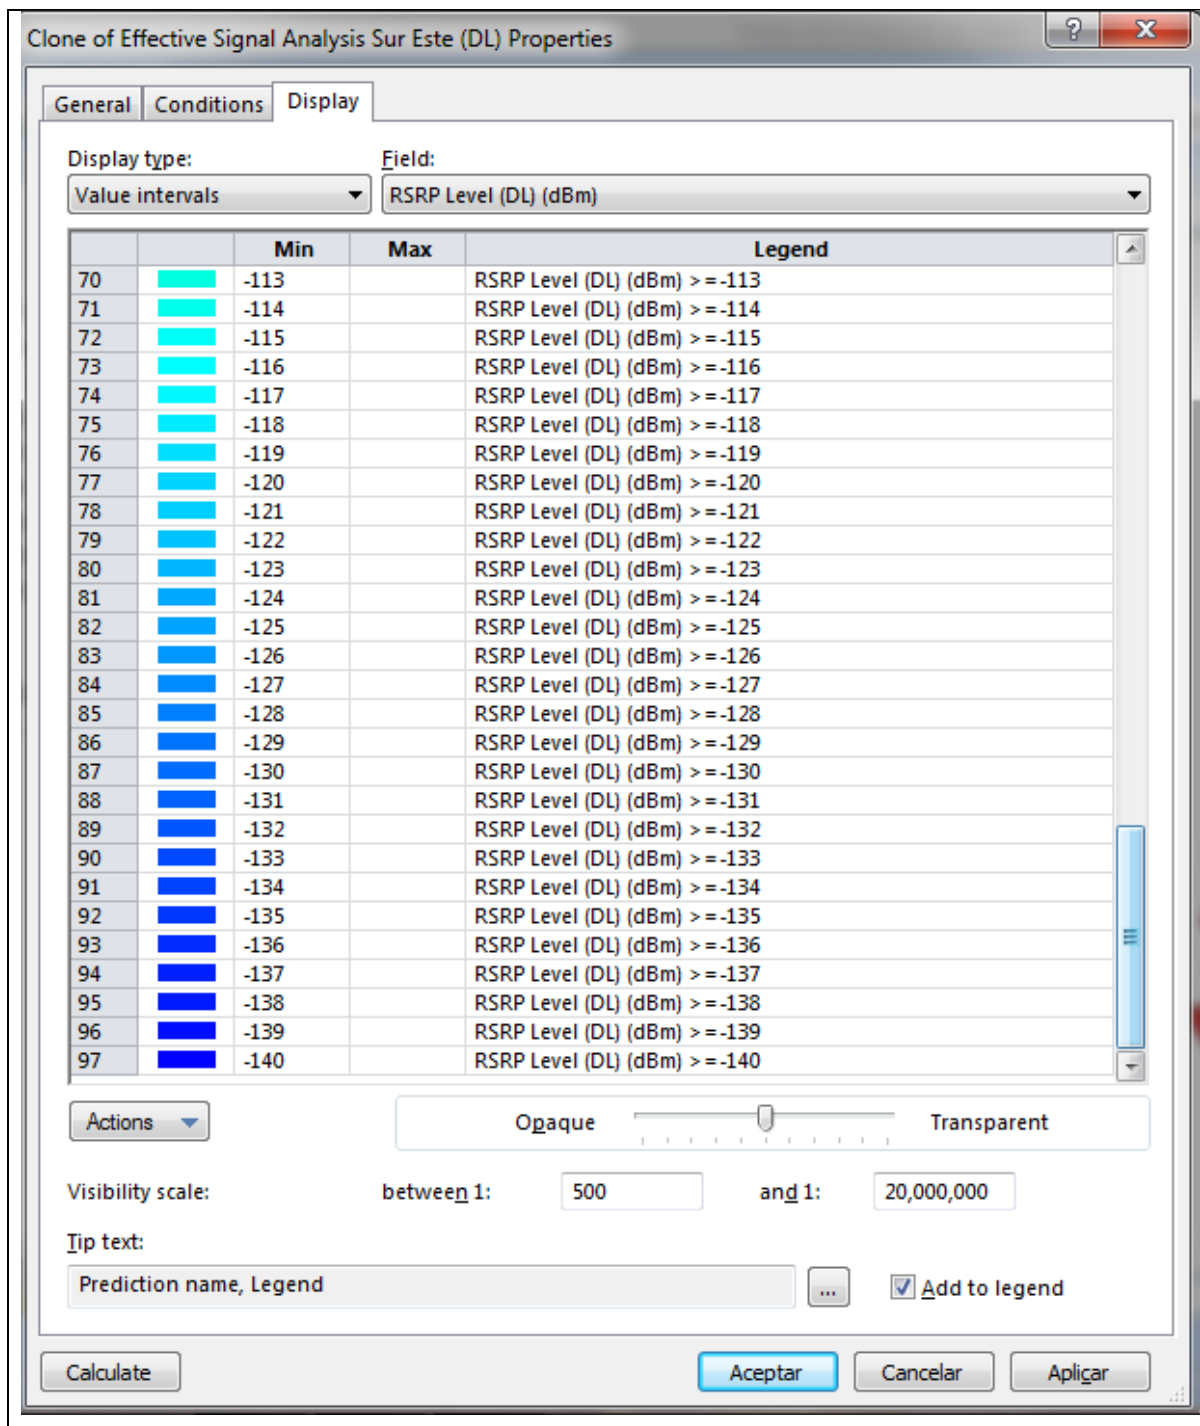 Clone of Effective Signal Analysis Sur Este (DL) Properties
General Conditions Display
Display type: Field:
Value intervals RSRP Level (DL) (dBm)
Min Max Legend
70 -113 RSRP Level (DL) (dBm) >=-113
71 -114 RSRP Level (DL) (dBm) >=-114
72 -115 RSRP Level (DL) (dBm) >=-115
73 -116 RSRP Level (DL) (dBm) >=-116
74 -117 RSRP Level (DL) (dBm) >=-117
75 -118 RSRP Level (DL) (dBm) >=-118
76 -119 RSRP Level (DL) (dBm) >=-119
77 -120 RSRP Level (DL) (dBm) >=-120
78 -121 RSRP Level (DL) (dBm) >=-121
79 -122 RSRP Level (DL) (dBm) >=-122
80 -123 RSRP Level (DL) (dBm) >=-123
81 -124 RSRP Level (DL) (dBm) >=-124
82 -125 RSRP Level (DL) (dBm) >=-125
83 -126 RSRP Level (DL) (dBm) >=-126
84 -127 RSRP Level (DL) (dBm) >=-127
85 -128 RSRP Level (DL) (dBm) >=-128
86 -129 RSRP Level (DL) (dBm) >=-129
87 -130 RSRP Level (DL) (dBm) >=-130
88 -131 RSRP Level (DL) (dBm) >=-131
89 -132 RSRP Level (DL) (dBm) >=-132
90 -133 RSRP Level (DL) (dBm) >=-133
91 -134 RSRP Level (DL) (dBm) >=-134
92 -135 RSRP Level (DL) (dBm) >=-135
93 -136 RSRP Level (DL) (dBm) >=-136
94 -137 RSRP Level (DL) (dBm) >=-137
95 -138 RSRP Level (DL) (dBm) >=-138
96 -139 RSRP Level (DL) (dBm) >=-139
97 -140 RSRP Level (DL) (dBm) >=-140
Actions Opaque Transparent
Visibility scale: between 1: 500 and 1: 20,000,000
Tip text:
Prediction name, Legend ... Add to legend
Calculate Aceptar Cancelar Aplicar